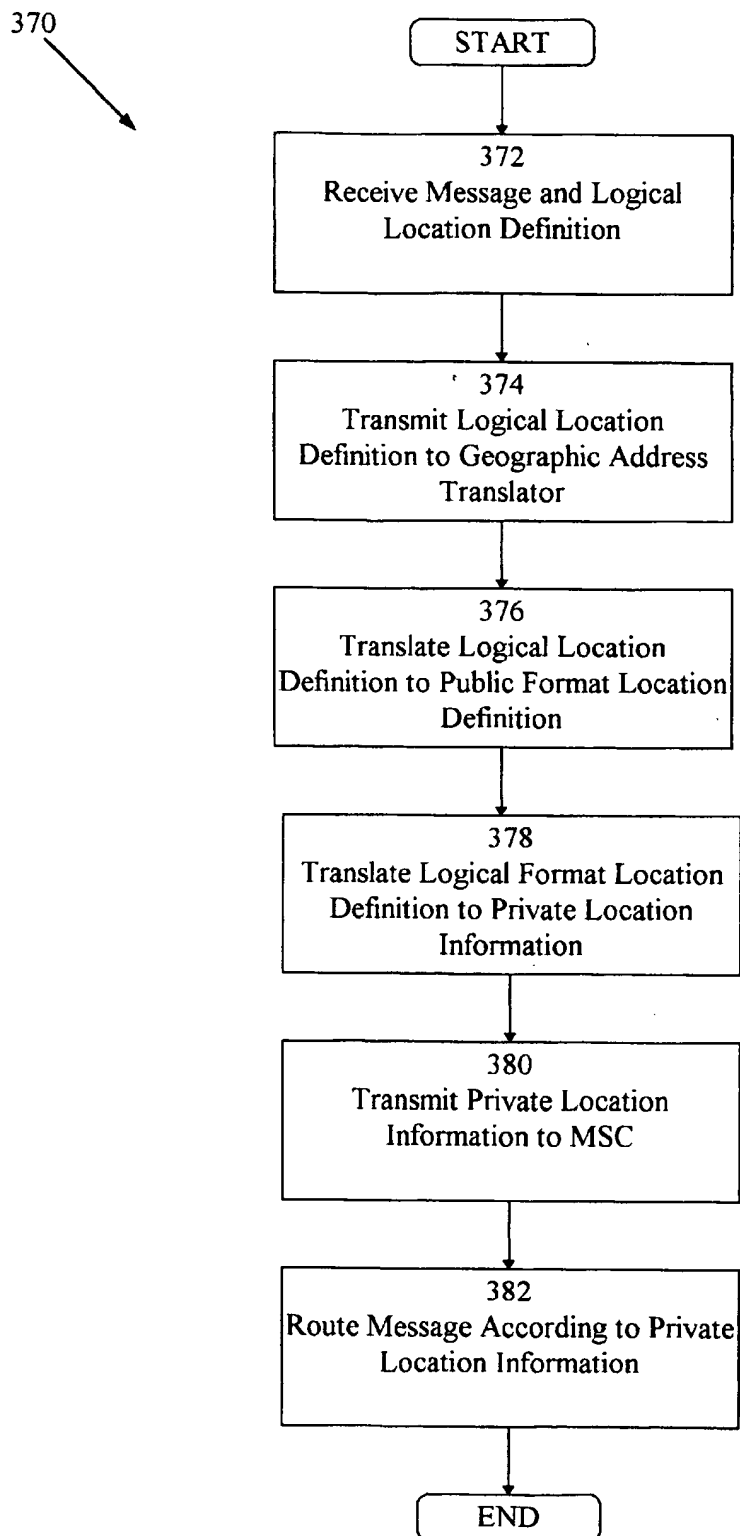 370
START
372
Receive Message and Logical
Location Definition
374
Transmit Logical Location
Definition to Geographic Address
Translator
376
Translate Logical Location
Definition to Public Format Location
Definition
378
Translate Logical Format Location
Definition to Private Location
Information
380
Transmit Private Location
Information to MSC
382
Route Message According to Private
Location Information
END